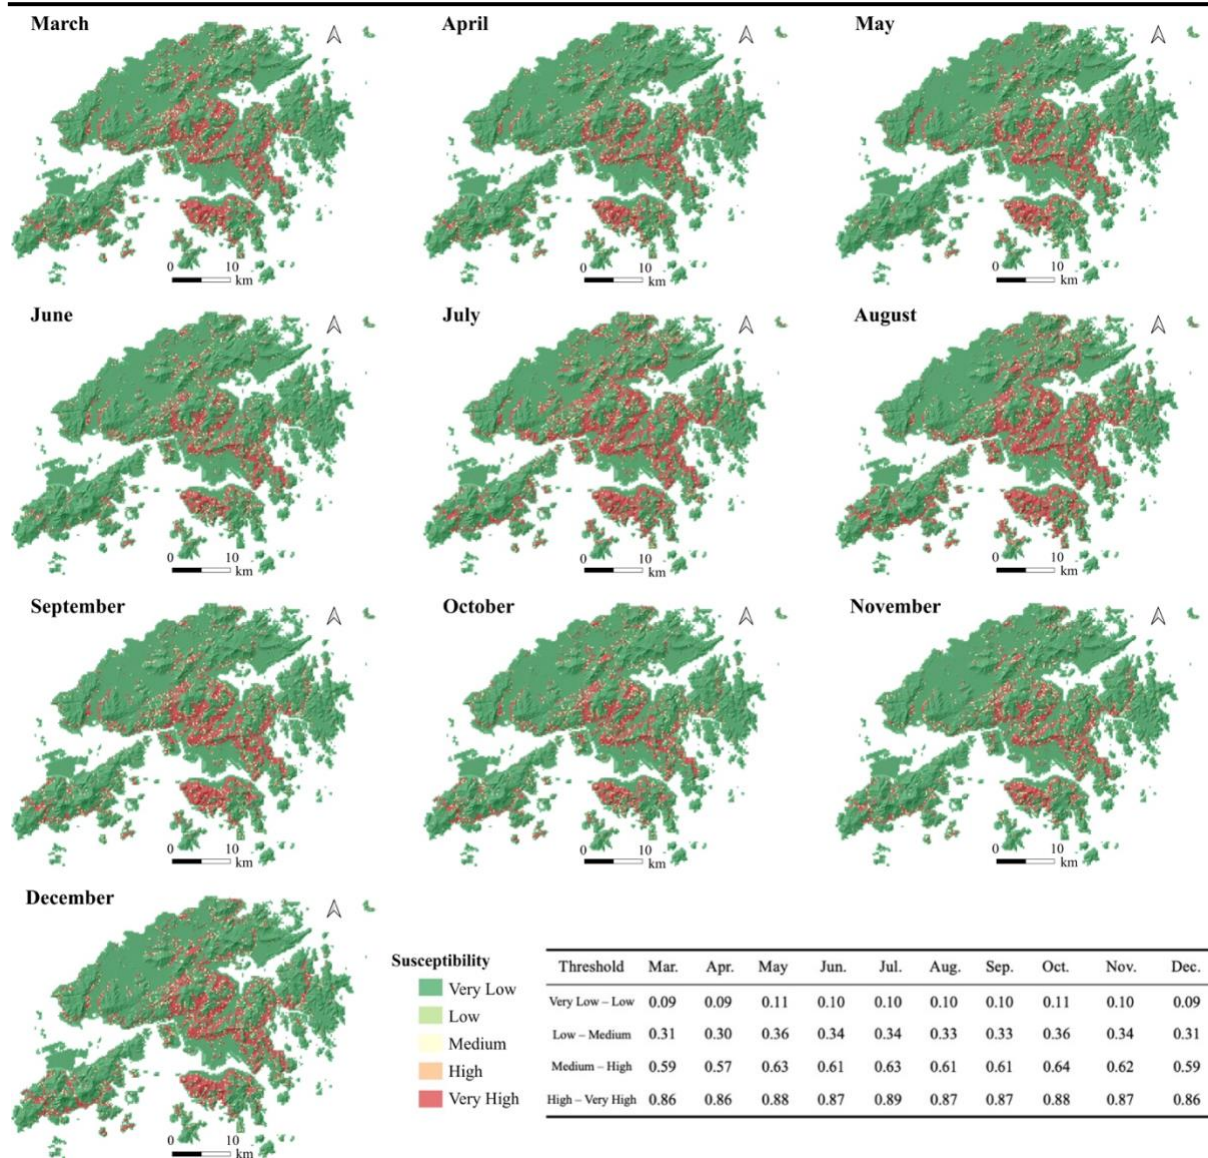 March
April
May
0 10
km
0 10
km
0 10
km
June
July
August
0 10
km
0 10
km
0 10
km
September
October
November
0 10
km
0 10
km
0 10
km
December
0 10
km
Susceptibility
Very Low
Low
Medium
High
Very High
Threshold Mar. Apr. May Jun. Jul. Aug. Sep. Oct. Nov. Dec.
Very Low – Low 0.09 0.09 0.11 0.10 0.10 0.10 0.10 0.11 0.10 0.09
Low – Medium 0.31 0.30 0.36 0.34 0.34 0.33 0.33 0.36 0.34 0.31
Medium – High 0.59 0.57 0.63 0.61 0.63 0.61 0.61 0.64 0.62 0.59
High – Very High 0.86 0.86 0.88 0.87 0.89 0.87 0.87 0.88 0.87 0.86